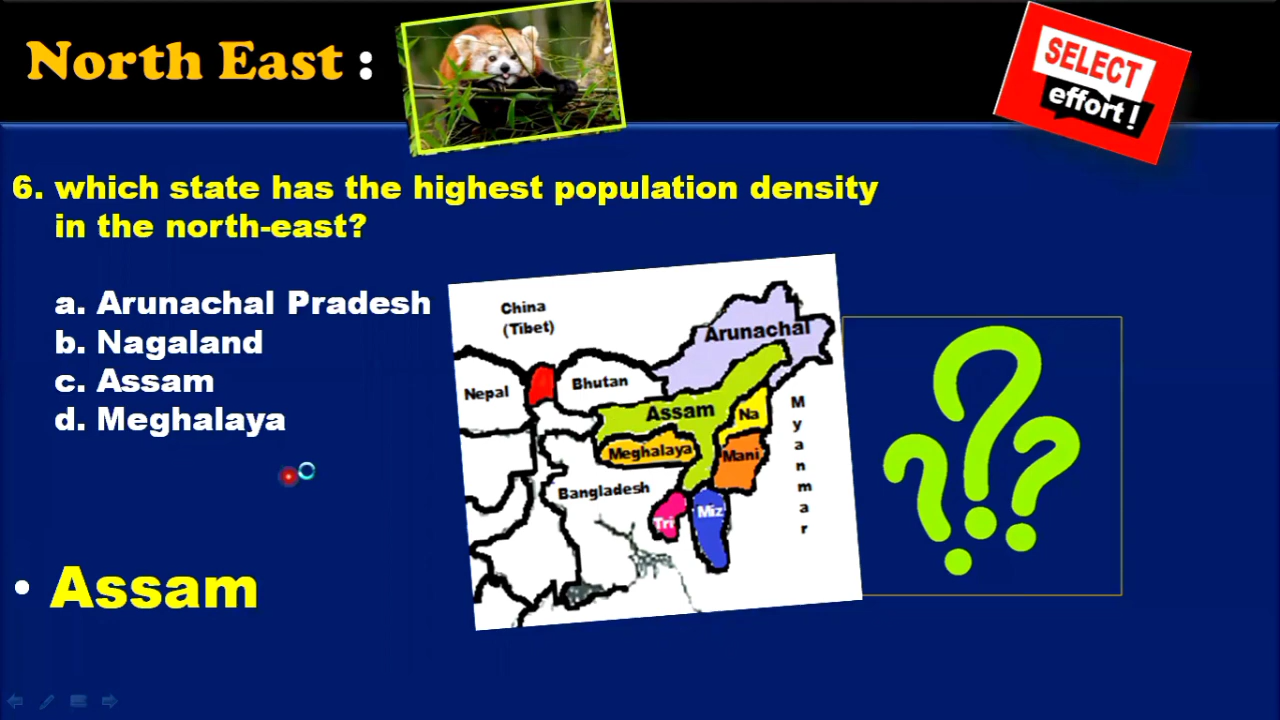 North East :
SELECT
effort !
6. which state has the highest population density
in the north-east?
a. Arunachal Pradesh
b. Nagaland
c. Assam
d. Meghalaya
• Assam
China
(Tibet)
Arunachal
Nepal
Bhutan
Assam
Na
Meghalaya
Mani
Bangladesh
Tri
Miz
Myanmar